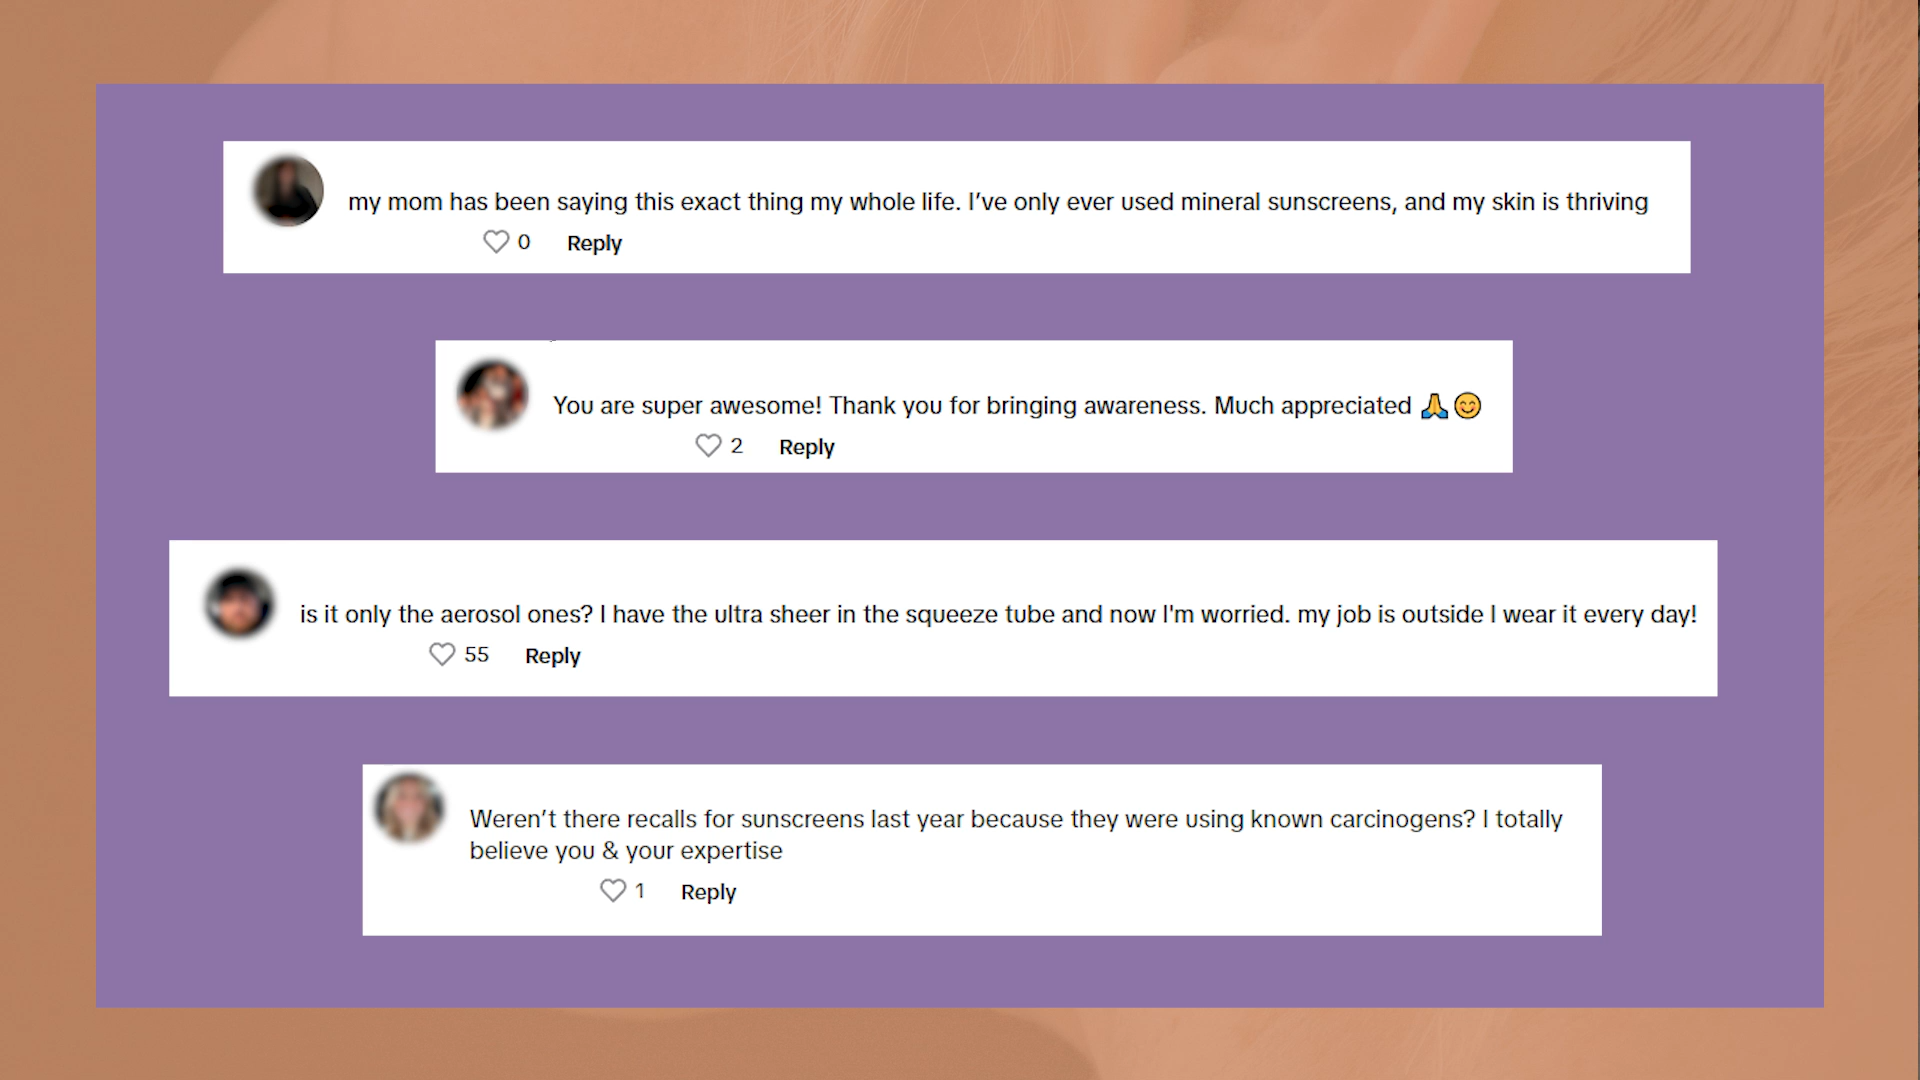 my mom has been saying this exact thing my whole life. I’ve only ever used mineral sunscreens, and my skin is thriving
0 Reply
You are super awesome! Thank you for bringing awareness. Much appreciated 🙏😊
2 Reply
is it only the aerosol ones? I have the ultra sheer in the squeeze tube and now I'm worried. my job is outside I wear it every day!
55 Reply
Weren’t there recalls for sunscreens last year because they were using known carcinogens? I totally
believe you & your expertise
1 Reply